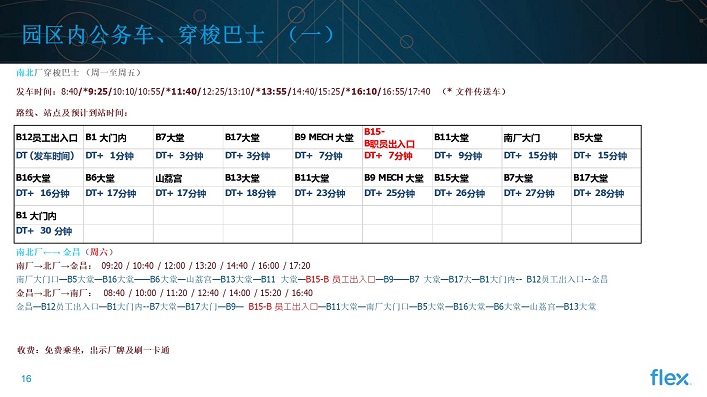 园区内公务车、穿梭巴士 （一）
南北厂穿梭巴士 （周一至周五）
发车时间：8:40/*9:25/10:10/10:55/*11:40/12:25/13:10/*13:55/14:40/15:25/*16:10/16:55/17:40 （* 文件传送车）
路线、站点及预计到站时间：
B12员工出入口 B1 大门内 B7大堂 B17大堂 B9 MECH 大堂 B15-B职员出入口 B11大堂 南厂大门 B5大堂
DT (发车时间) DT+ 1分钟 DT+ 3分钟 DT+ 3分钟 DT+ 7分钟 DT+ 7分钟 DT+ 9分钟 DT+ 15分钟 DT+ 15分钟
B16大堂 B6大堂 山荔宫 B13大堂 B11大堂 B9 MECH 大堂 B15大堂 B7大堂 B17大堂
DT+ 16分钟 DT+ 17分钟 DT+ 17分钟 DT+ 18分钟 DT+ 23分钟 DT+ 25分钟 DT+ 26分钟 DT+ 27分钟 DT+ 28分钟
B1 大门内
DT+ 30 分钟
南北厂←→ 金昌（周六）
南厂→北厂→金昌： 09:20 / 10:40 / 12:00 / 13:20 / 14:40 / 16:00 / 17:20
南厂大门口—B5大堂—B16大堂——B6大堂—山荔宫—B13大堂—B11 大堂—B15-B 员工出入口—B9——B7 大堂—B17大—B1大门内-- B12员工出入口--金昌
金昌→北厂→南厂： 08:40 / 10:00 / 11:20 / 12:40 / 14:00 / 15:20 / 16:40
金昌—B12员工出入口—B1大门内--B7大堂—B17大门—B9— B15-B 员工出入口—B11大堂—南厂大门口—B5大堂—B16大堂—B6大堂—山荔宫—B13大堂
收费：免费乘坐，出示厂牌及刷一卡通
16
flex